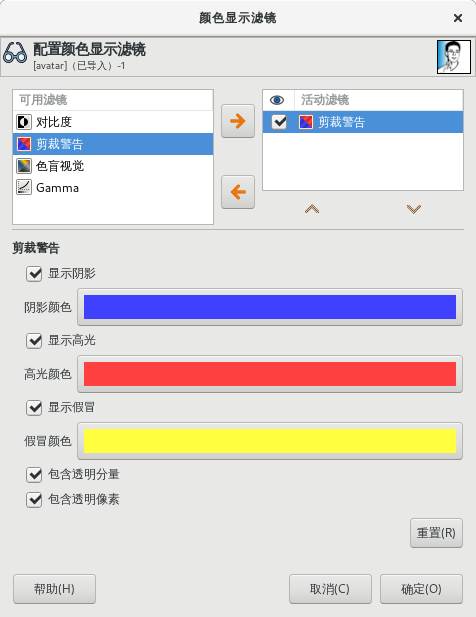 颜色显示滤镜
配置颜色显示滤镜
[avatar]（已导入）-1
可用滤镜
对比度
剪裁警告
色盲视觉
Gamma
活动滤镜
剪裁警告
剪裁警告
显示阴影
阴影颜色
显示高光
高光颜色
显示假冒
假冒颜色
包含透明分量
包含透明像素
重置(R)
帮助(H)
取消(C)
确定(O)